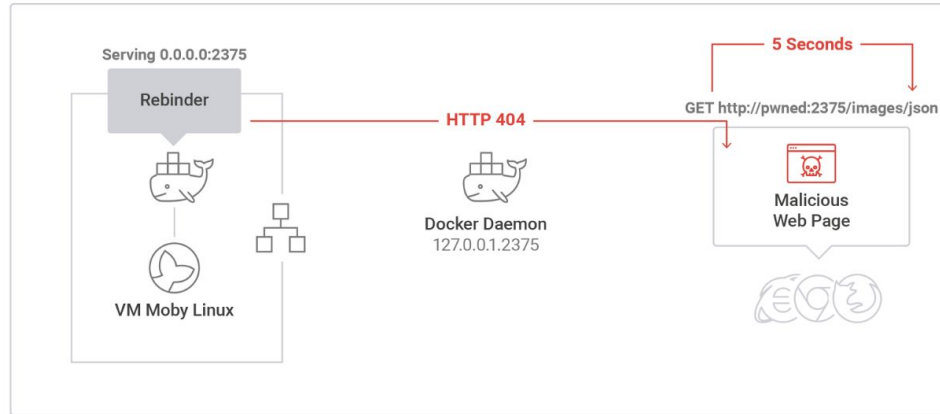 Serving 0.0.0.0:2375
Rebinder
5 Seconds
GET http://pwned:2375/images/json
HTTP 404
Malicious
Web Page
Docker Daemon
127.0.0.1.2375
VM Moby Linux